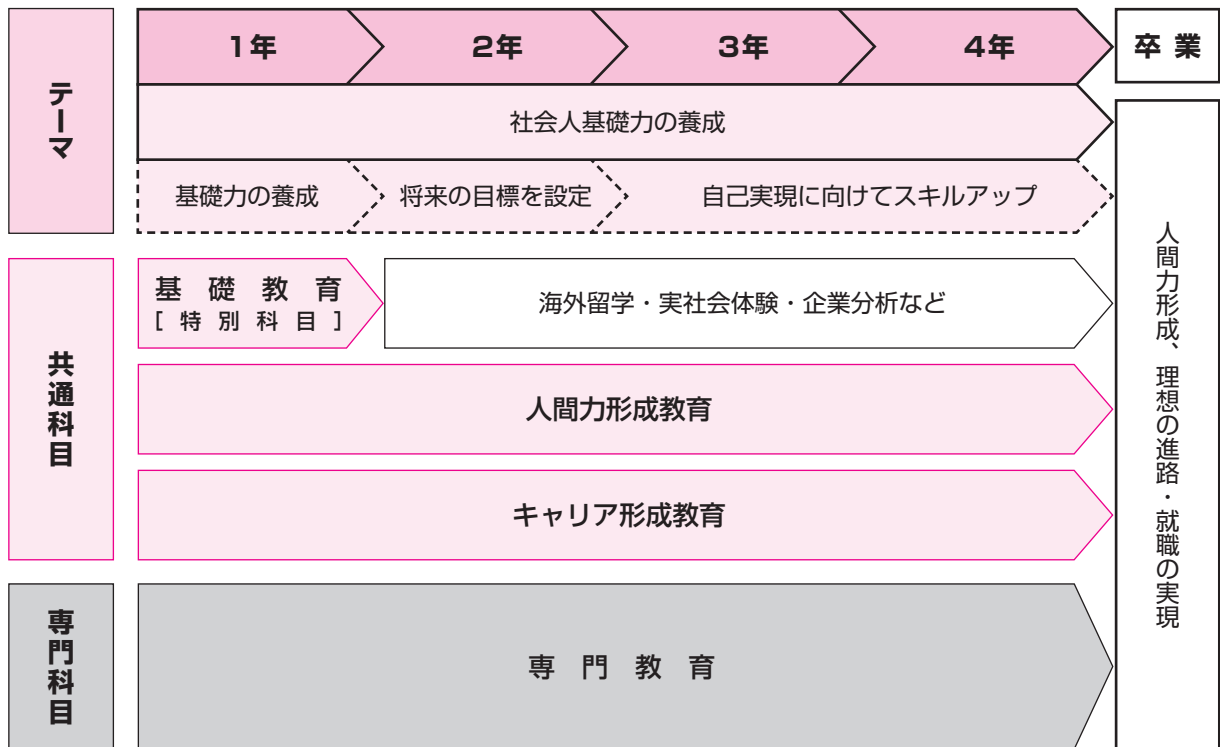 テーマ
1年
2年
3年
4年
卒業
社会人基礎力の養成
基礎力の養成
将来の目標を設定
自己実現に向けてスキルアップ
共通科目
基礎教育
[特別科目]
海外留学・実社会体験・企業分析など
人間力形成教育
キャリア形成教育
専門科目
専門教育
人間力形成、理想の進路・就職の実現